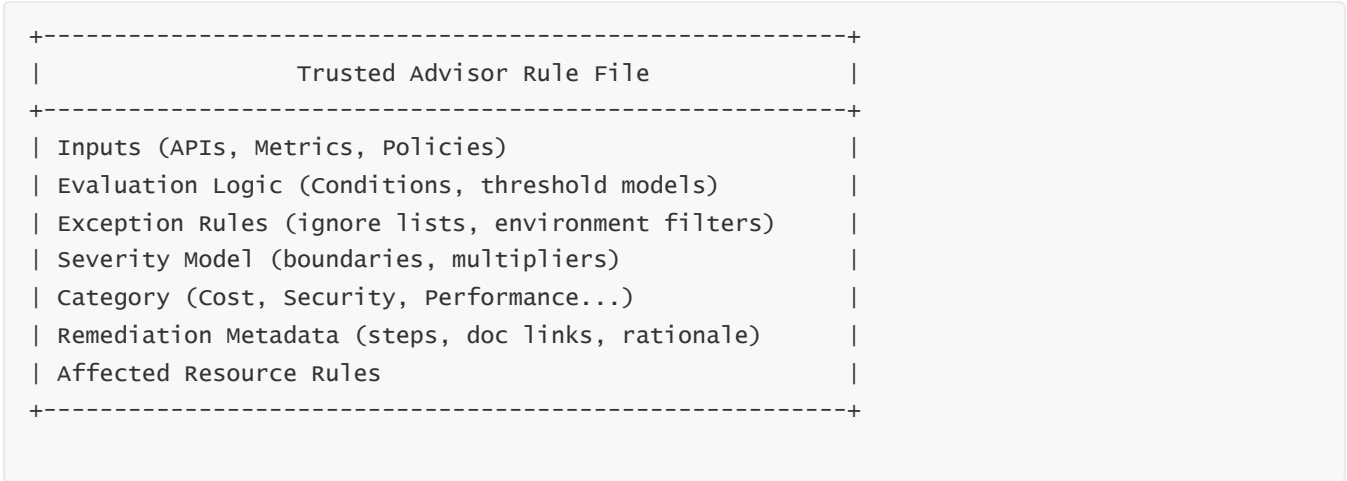 +---------------------------------------------------------+
|                  Trusted Advisor Rule File              |
+---------------------------------------------------------+
| Inputs (APIs, Metrics, Policies)                        |
| Evaluation Logic (Conditions, threshold models)         |
| Exception Rules (ignore lists, environment filters)     |
| Severity Model (boundaries, multipliers)                |
| Category (Cost, Security, Performance...)               |
| Remediation Metadata (steps, doc links, rationale)      |
| Affected Resource Rules                                 |
+---------------------------------------------------------+